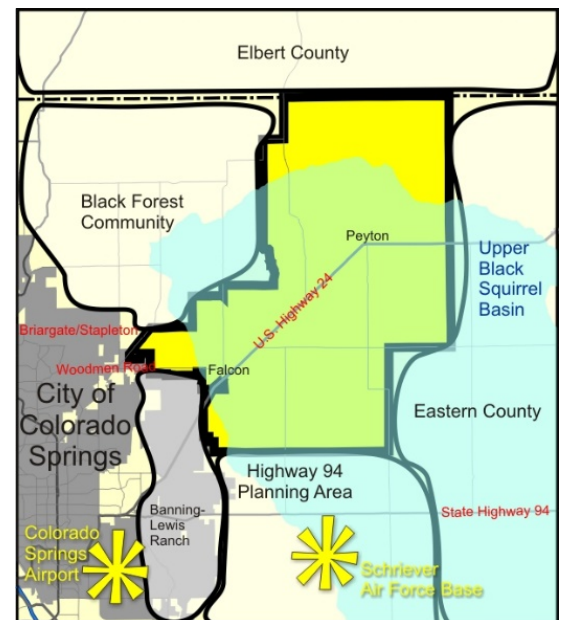 Elbert County
Black Forest
Community
Peyton
Upper
Black
Squirrel
Basin
U.S. Highway 24
Briargate/Stapleton
Woodmen Road
Falcon
City of
Colorado
Springs
Eastern County
Highway 94
Planning Area
Banning-
Lewis
Ranch
State Highway 94
Colorado
Springs
Airport
Schriever
Air Force Base